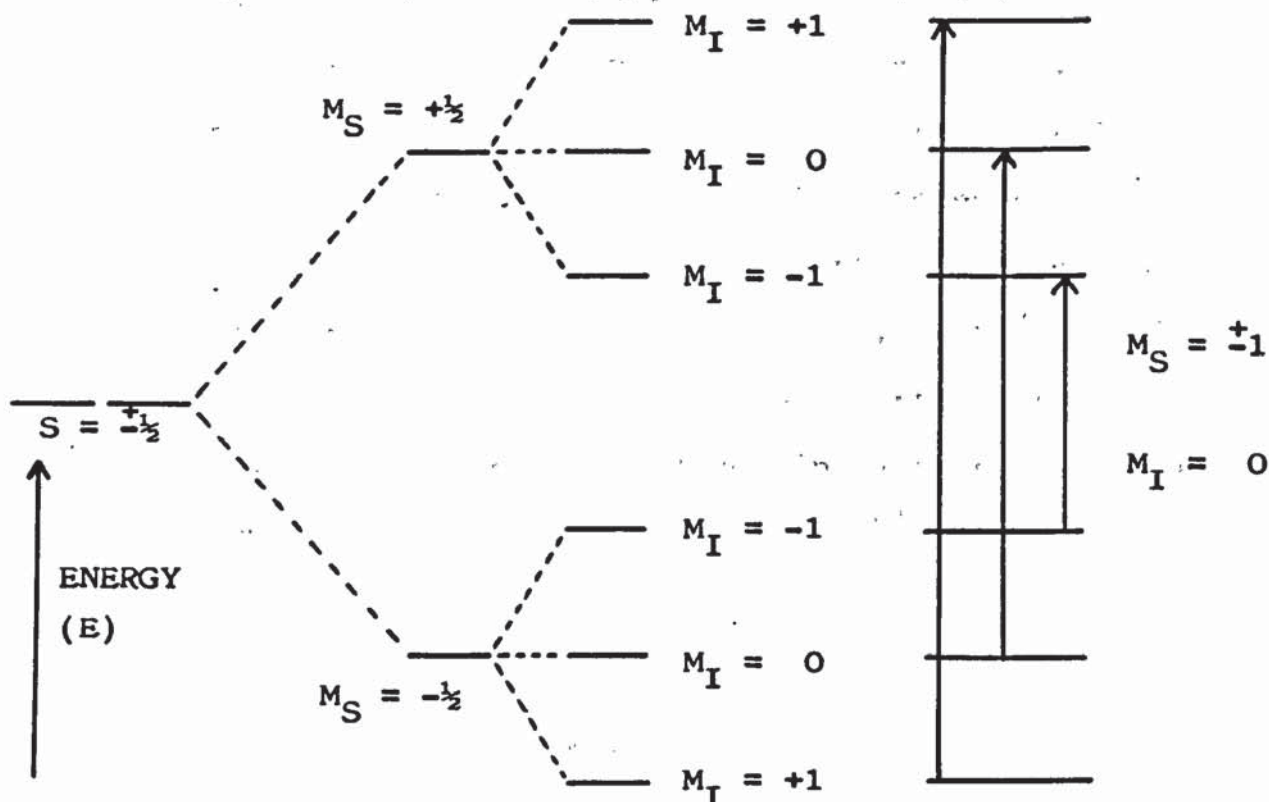 M_I = +1
M_S = +½
M_I = 0
M_I = -1
M_S = ±1
S = ±½
M_I = 0
M_I = -1
ENERGY
(E)
M_I = 0
M_S = -½
M_I = +1